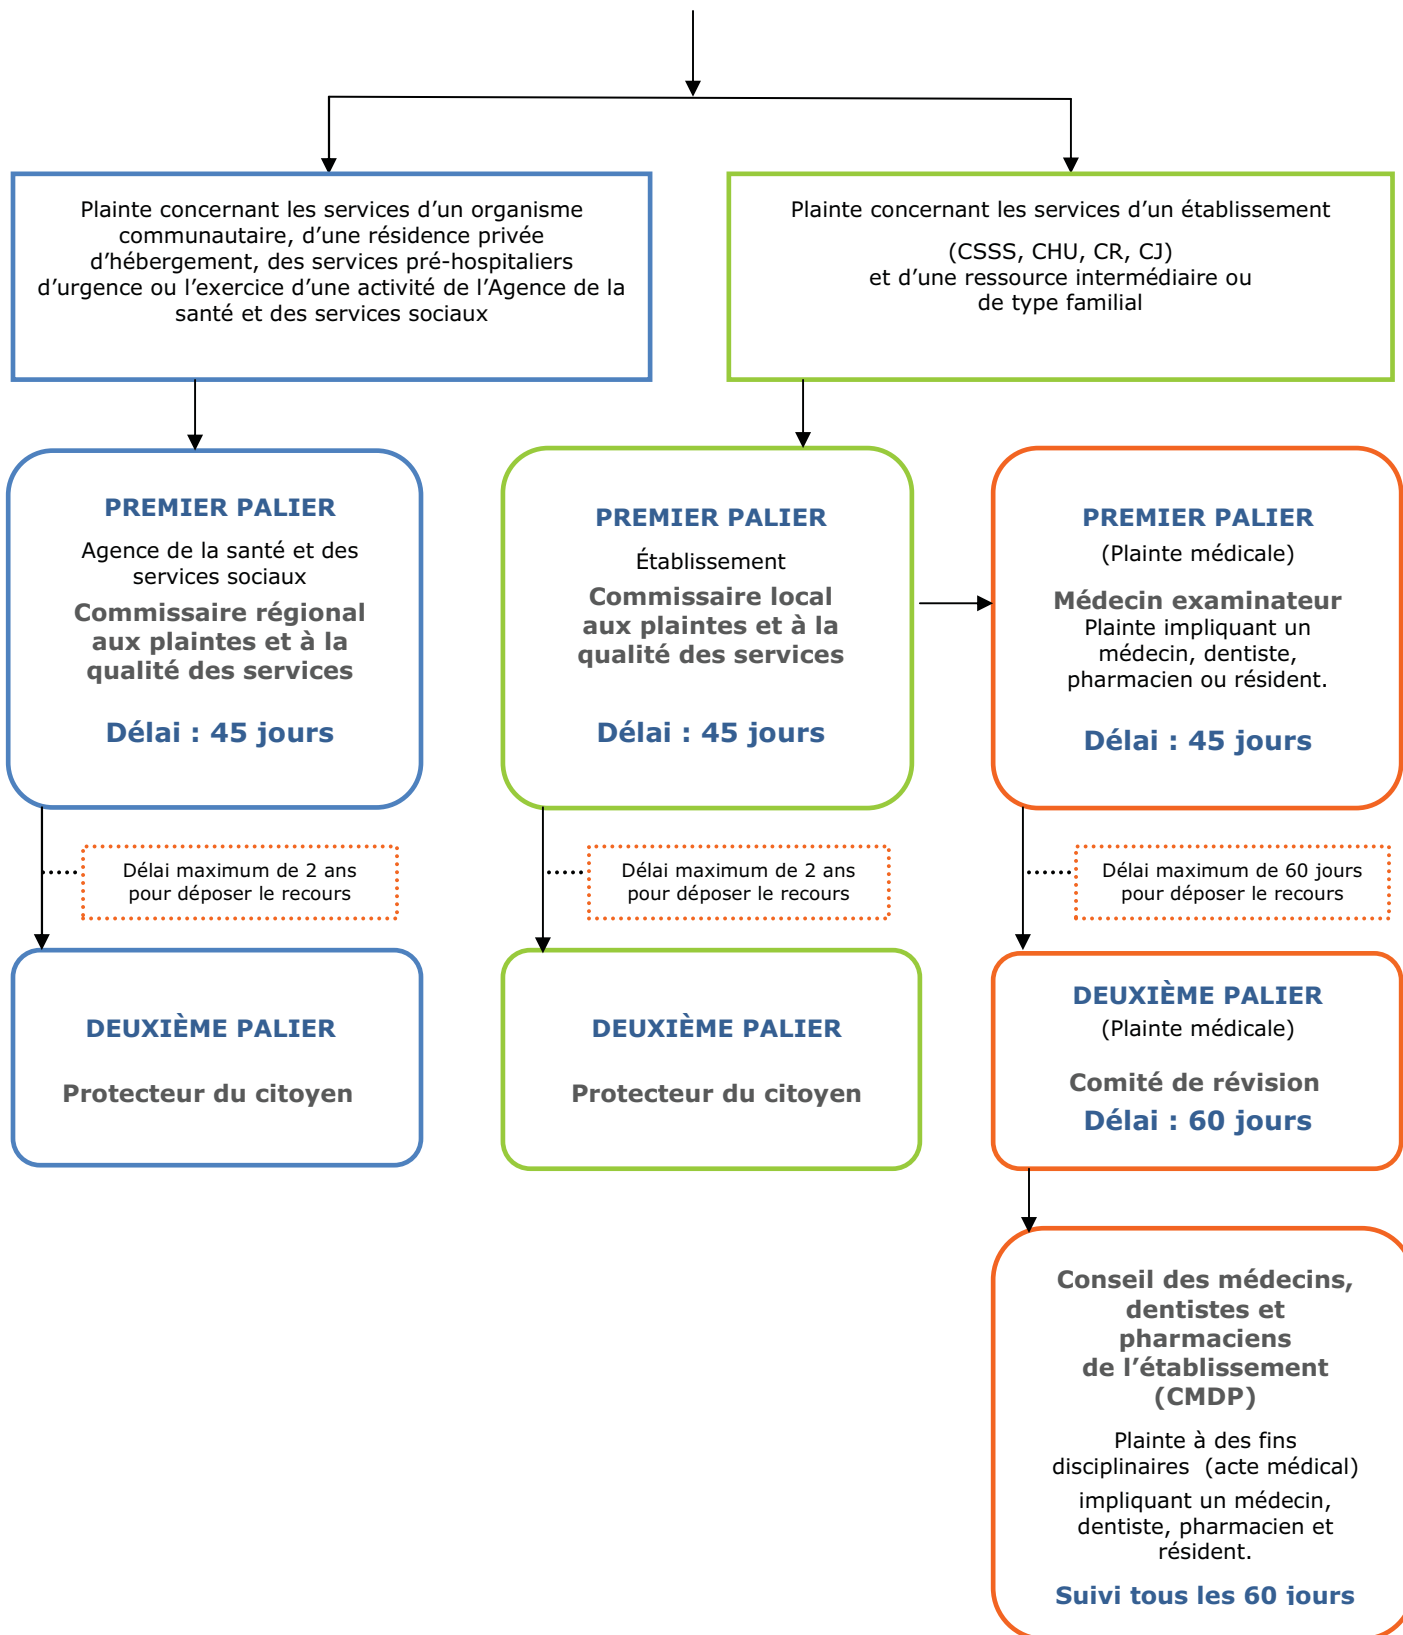 Plainte concernant les services d’un organisme
communautaire, d’une résidence privée
d’hébergement, des services pré-hospitaliers
d’urgence ou l’exercice d’une activité de l’Agence de la
santé et des services sociaux
Plainte concernant les services d’un établissement
(CSSS, CHU, CR, CJ)
et d’une ressource intermédiaire ou
de type familial
PREMIER PALIER
Agence de la santé et des
services sociaux
Commissaire régional
aux plaintes et à la
qualité des services
Délai : 45 jours
PREMIER PALIER
Établissement
Commissaire local
aux plaintes et à la
qualité des services
Délai : 45 jours
PREMIER PALIER
(Plainte médicale)
Médecin examinateur
Plainte impliquant un
médecin, dentiste,
pharmacien ou résident.
Délai : 45 jours
Délai maximum de 2 ans
pour déposer le recours
Délai maximum de 2 ans
pour déposer le recours
Délai maximum de 60 jours
pour déposer le recours
DEUXIÈME PALIER
Protecteur du citoyen
DEUXIÈME PALIER
Protecteur du citoyen
DEUXIÈME PALIER
(Plainte médicale)
Comité de révision
Délai : 60 jours
Conseil des médecins,
dentistes et
pharmaciens
de l’établissement
(CMDP)
Plainte à des fins
disciplinaires (acte médical)
impliquant un médecin,
dentiste, pharmacien et
résident.
Suivi tous les 60 jours